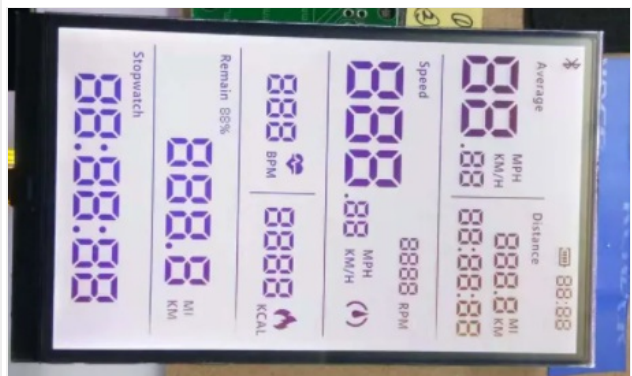 88:88
Average
88.88
MPH
KM/H
Distance
888.8
MI
KM
88:88:88
Speed
888.88
MPH
KM/H
8888 RPM
888 BPM
8888 KCAL
Remain 88%
888.8
MI
KM
Stopwatch
88:88:88